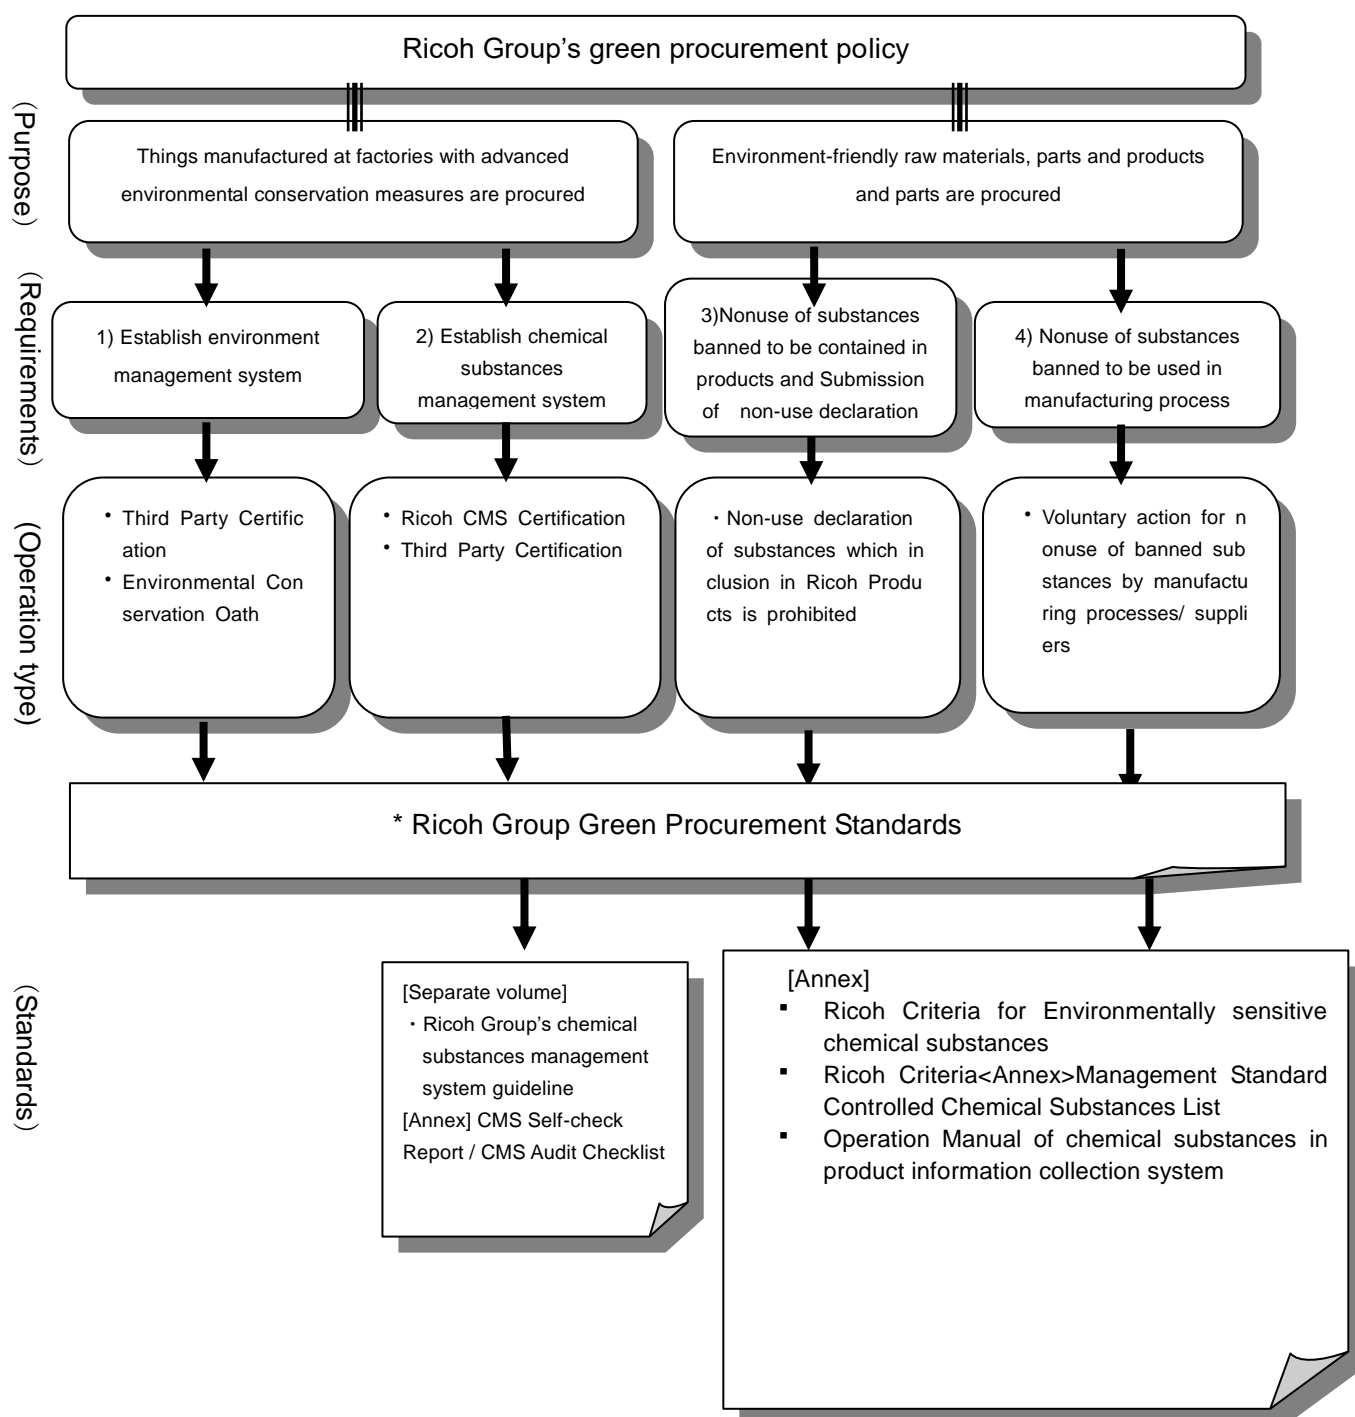 Ricoh Group’s green procurement policy
(Purpose)
Things manufactured at factories with advanced
environmental conservation measures are procured
Environment-friendly raw materials, parts and products
and parts are procured
(Requirements)
1) Establish environment
management system
2) Establish chemical
substances
management system
3)Nonuse of substances
banned to be contained in
products and Submission
of non-use declaration
4) Nonuse of substances
banned to be used in
manufacturing process
(Operation type)
・ Third Party Certific
ation
・ Environmental Con
servation Oath
・ Ricoh CMS Certification
・ Third Party Certification
・Non-use declaration
of substances which in
clusion in Ricoh Produ
cts is prohibited
・ Voluntary action for n
onuse of banned sub
stances by manufactu
ring processes/ suppli
ers
* Ricoh Group Green Procurement Standards
(Standards)
[Separate volume]
・Ricoh Group’s chemical
substances management
system guideline
[Annex] CMS Self-check
Report / CMS Audit Checklist
[Annex]
▪ Ricoh Criteria for Environmentally sensitive
chemical substances
▪ Ricoh Criteria<Annex>Management Standard
Controlled Chemical Substances List
▪ Operation Manual of chemical substances in
product information collection system